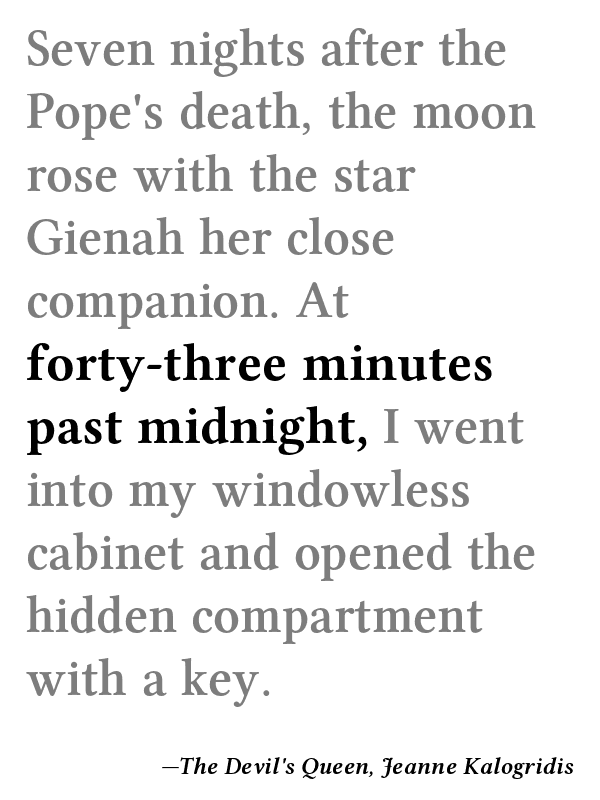 Seven nights after the
Pope's death, the moon
rose with the star
Gienah her close
companion. At
forty-three minutes
past midnight, I went
into my windowless
cabinet and opened the
hidden compartment
with a key.
—The Devil's Queen, Jeanne Kalogridis